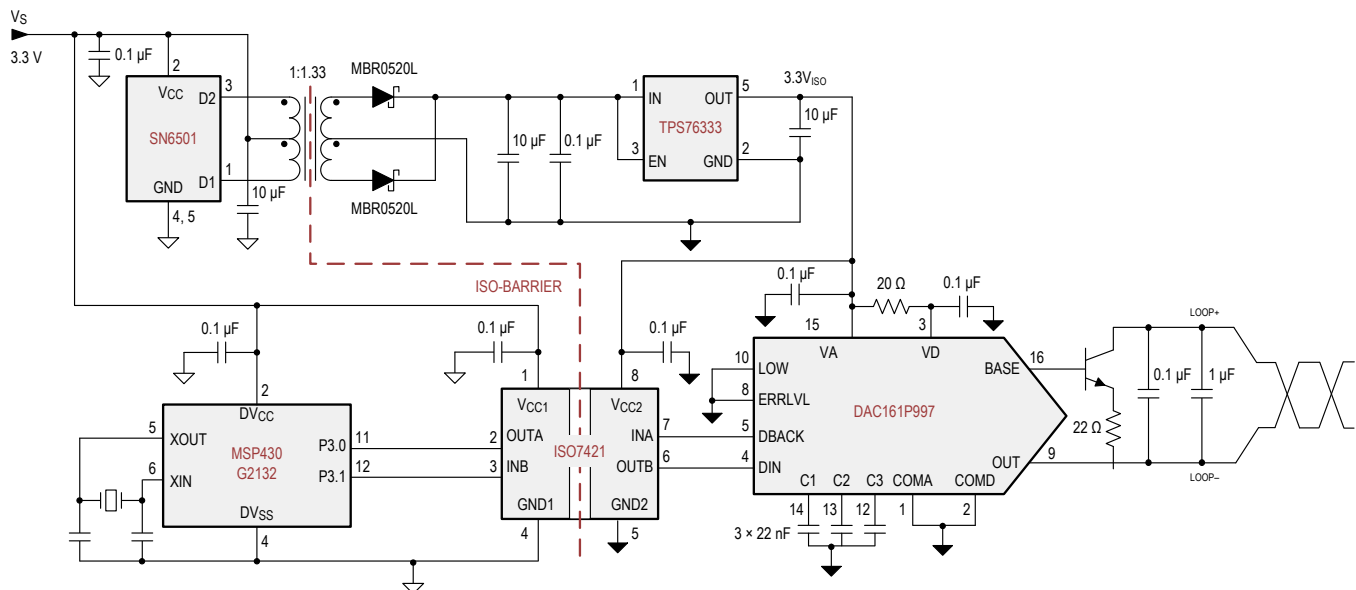 VS
3.3 V
0.1 µF
2
VCC
D2
3
SN6501
D1
1
GND
4, 5
10 µF
1:1.33
MBR0520L
MBR0520L
10 µF
0.1 µF
1
IN
OUT
5
TPS76333
3
EN
GND
2
3.3VISO
10 µF
ISO-BARRIER
0.1 µF
20 Ω
0.1 µF
15
3
0.1 µF
2
DVCC
5
XOUT
6
XIN
MSP430
G2132
P3.0
11
P3.1
12
DVSS
4
0.1 µF
1
VCC1
2
OUTA
3
INB
GND1
4
ISO7421
0.1 µF
8
VCC2
INA
7
OUTB
6
GND2
5
VA
VD
10
LOW
8
ERRLVL
5
DBACK
4
DIN
DAC161P997
BASE
16
OUT
9
C1
C2
C3
COMA
COMD
14
13
12
1
2
3 × 22 nF
22 Ω
0.1 µF
1 µF
LOOP+
LOOP–